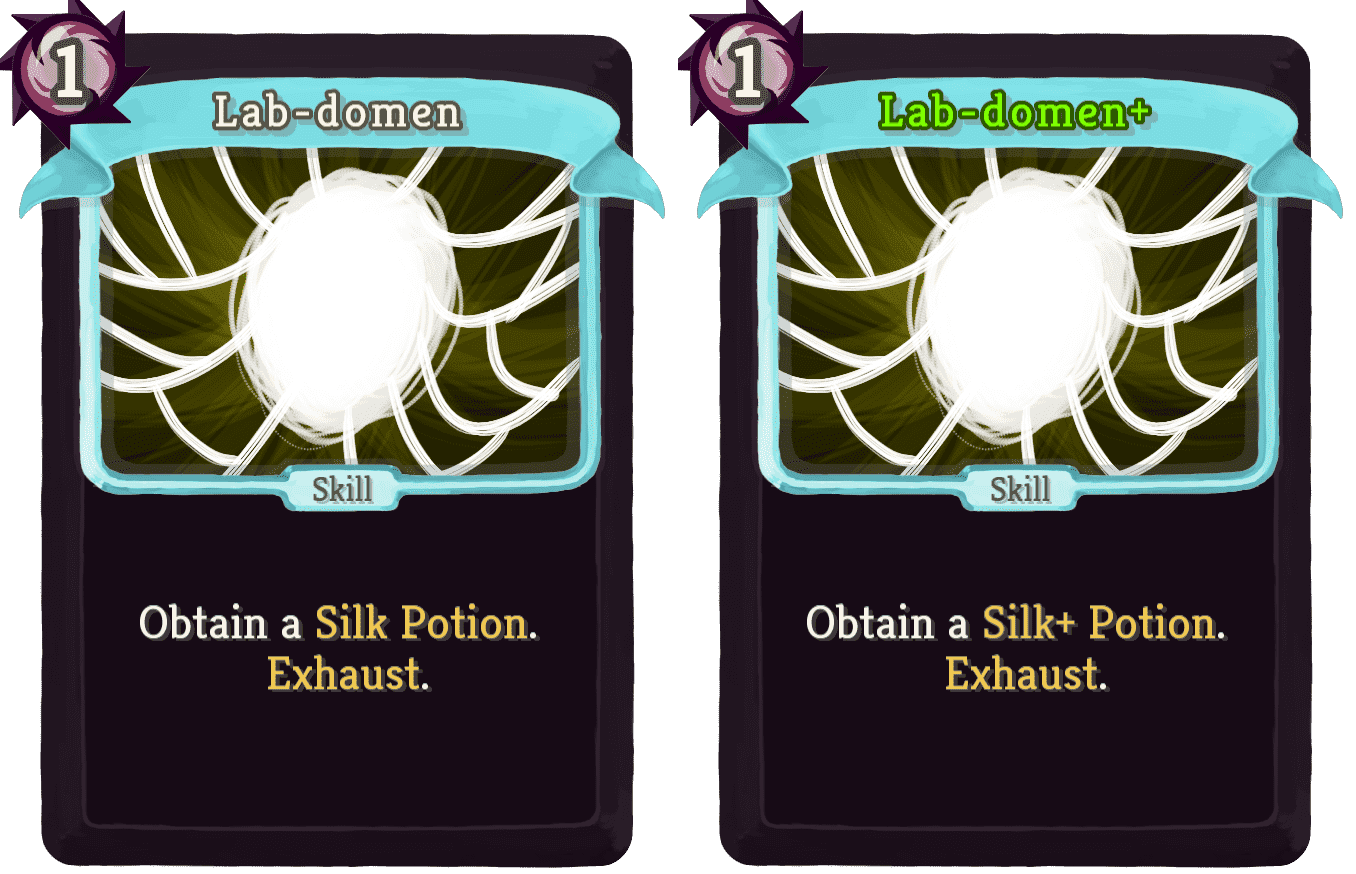 1
Lab-domen
Skill
Obtain a Silk Potion.
Exhaust.
1
Lab-domen+
Skill
Obtain a Silk+ Potion.
Exhaust.